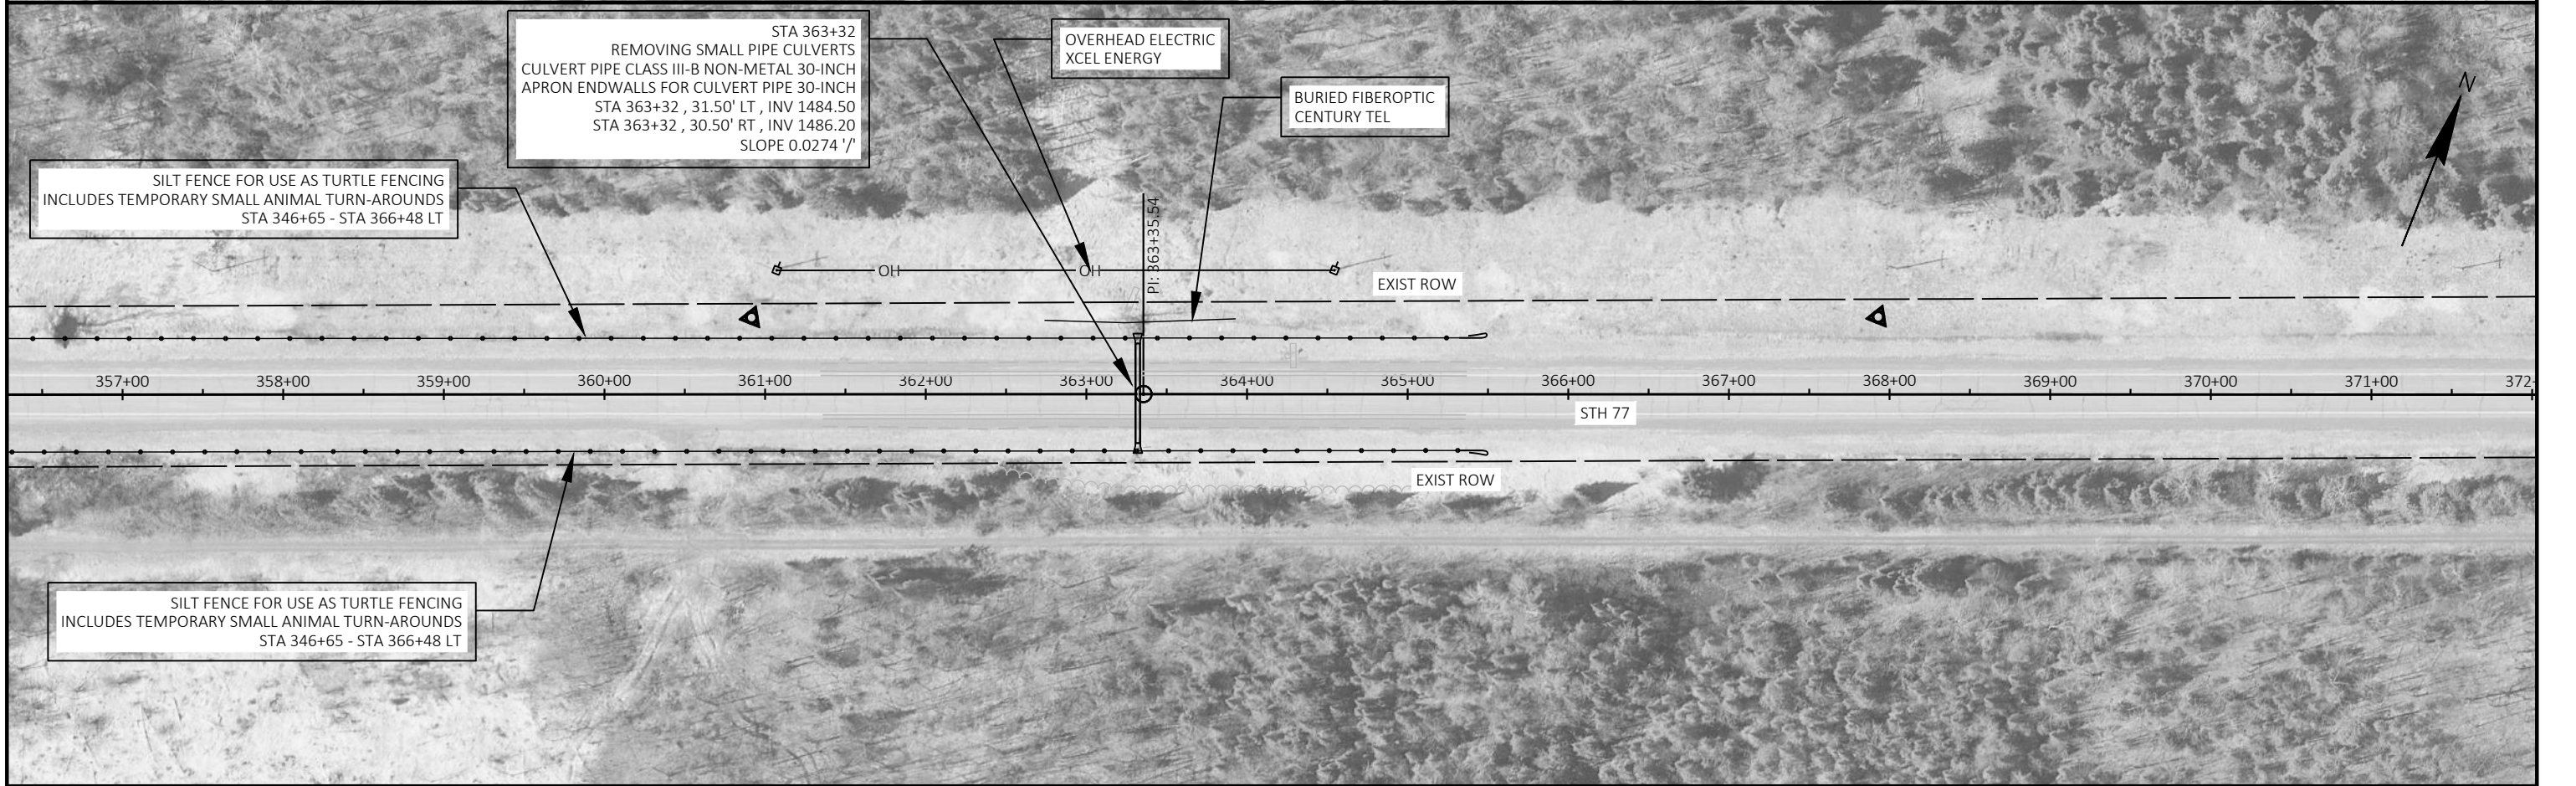 STA 363+32
REMOVING SMALL PIPE CULVERTS
CULVERT PIPE CLASS III-B NON-METAL 30-INCH
APRON ENDWALLS FOR CULVERT PIPE 30-INCH
STA 363+32 , 31.50' LT , INV 1484.50
STA 363+32 , 30.50' RT , INV 1486.20
SLOPE 0.0274 '/'
OVERHEAD ELECTRIC
XCEL ENERGY
BURIED FIBEROPTIC
CENTURY TEL
N
SILT FENCE FOR USE AS TURTLE FENCING
INCLUDES TEMPORARY SMALL ANIMAL TURN-AROUNDS
STA 346+65 - STA 366+48 LT
PI: 363+35.54
OH
OH
EXIST ROW
357+00
358+00
359+00
360+00
361+00
362+00
363+00
364+00
365+00
366+00
367+00
368+00
369+00
370+00
371+00
372
STH 77
EXIST ROW
SILT FENCE FOR USE AS TURTLE FENCING
INCLUDES TEMPORARY SMALL ANIMAL TURN-AROUNDS
STA 346+65 - STA 366+48 LT